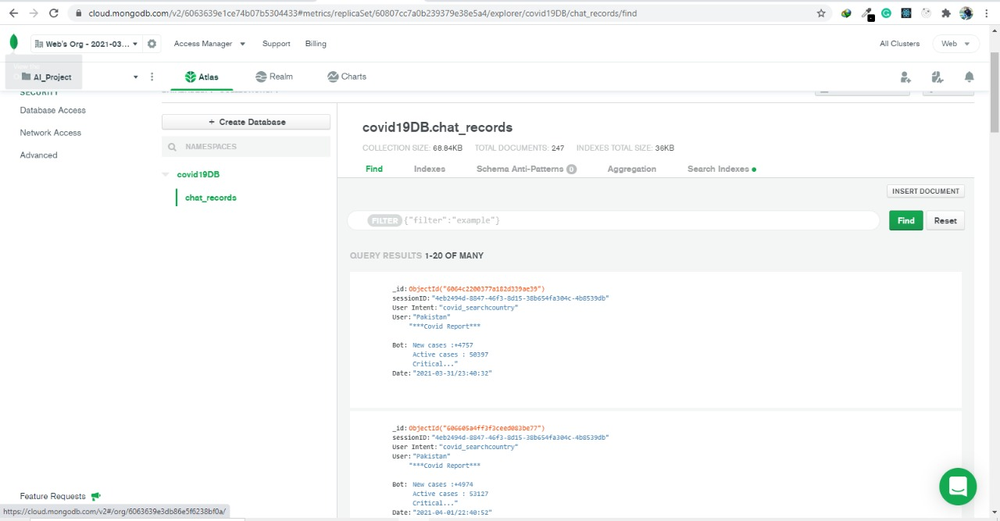 cloud.mongodb.com/v2/6063639e1ce74b07b5304433#metrics/replicaSet/60807cc7a0b239379e38e5a4/explorer/covid19DB/chat_records/find
Web's Org - 2021-03... Access Manager Support Billing All Clusters Web
AI_Project Atlas Realm Charts
SECURITY
Database Access
Network Access
Advanced
+ Create Database
NAMESPACES
covid19DB
chat_records
covid19DB.chat_records
COLLECTION SIZE: 68.84KB TOTAL DOCUMENTS: 247 INDEXES TOTAL SIZE: 36KB
Find Indexes Schema Anti-Patterns 0 Aggregation Search Indexes
INSERT DOCUMENT
FILTER {"filter":"example"} Find Reset
QUERY RESULTS 1-20 OF MANY
_id:ObjectId("6064c2200377a182d339ae39")
sessionID:"4eb2494d-8847-46f3-8d15-38b654fa304c-4b8539db"
User Intent:"covid_searchcountry"
User:"Pakistan"
"***Covid Report***
Bot: New cases :+4757
Active cases : 50397
Critical..."
Date:"2021-03-31/23:40:32"
_id:ObjectId("606605a4ff3f3ceed083be77")
sessionID:"4eb2494d-8847-46f3-8d15-38b654fa304c-4b8539db"
User Intent:"covid_searchcountry"
User:"Pakistan"
"***Covid Report***
Bot: New cases :+4974
Active cases : 53127
Critical..."
Date:"2021-04-01/22:40:52"
Feature Requests
https://cloud.mongodb.com/v2#/org/6063639e3db86e5f6238bf0a/